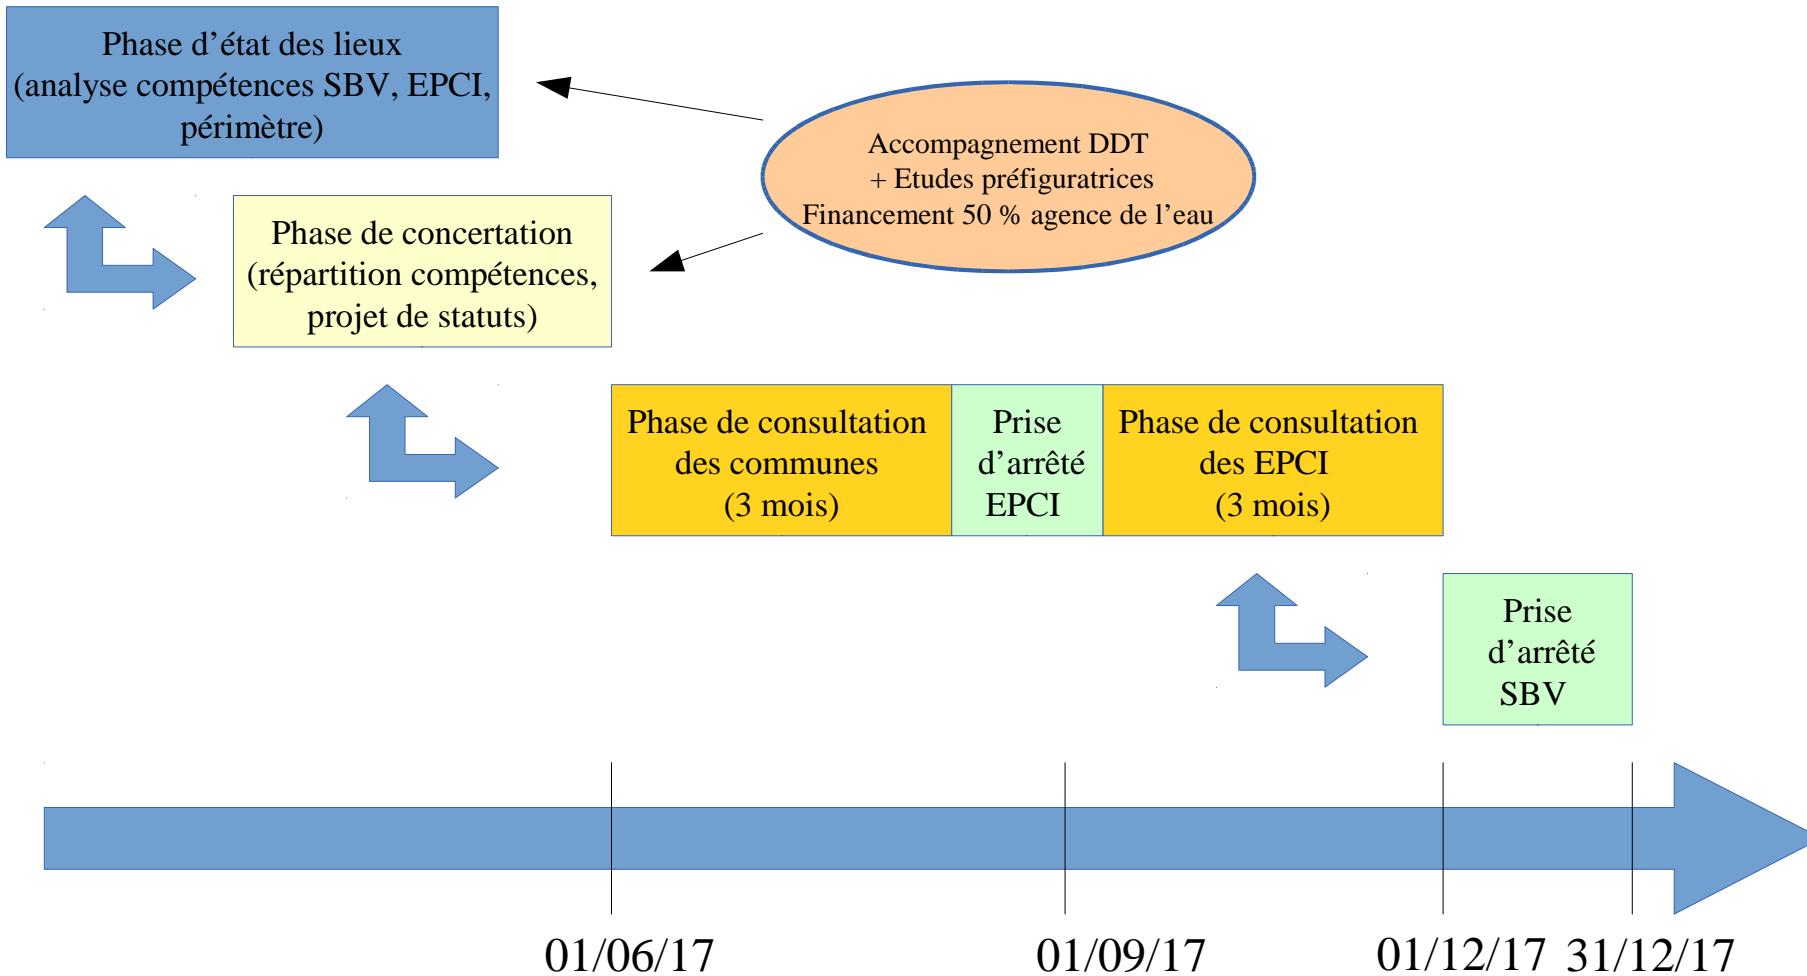 Phase d’état des lieux
(analyse compétences SBV, EPCI,
périmètre)
Accompagnement DDT
+ Etudes préfiguratrices
Financement 50 % agence de l’eau
Phase de concertation
(répartition compétences,
projet de statuts)
Phase de consultation
des communes
(3 mois)
Prise
d’arrêté
EPCI
Phase de consultation
des EPCI
(3 mois)
Prise
d’arrêté
SBV
01/06/17
01/09/17
01/12/17
31/12/17